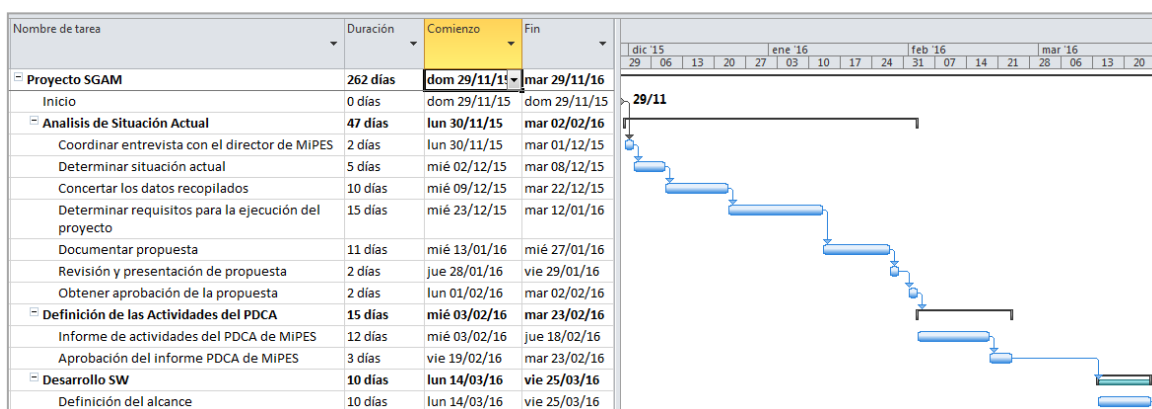 Nombre de tarea Duración Comienzo Fin
dic '15 ene '16 feb '16 mar '16
29 06 13 20 27 03 10 17 24 31 07 14 21 28 06 13 20
Proyecto SGAM 262 días dom 29/11/15 mar 29/11/16
Inicio 0 días dom 29/11/15 dom 29/11/15 29/11
Analisis de Situación Actual 47 días lun 30/11/15 mar 02/02/16
Coordinar entrevista con el director de MiPES 2 días lun 30/11/15 mar 01/12/15
Determinar situación actual 5 días mié 02/12/15 mar 08/12/15
Concertar los datos recopilados 10 días mié 09/12/15 mar 22/12/15
Determinar requisitos para la ejecución del 15 días mié 23/12/15 mar 12/01/16
proyecto
Documentar propuesta 11 días mié 13/01/16 mié 27/01/16
Revisión y presentación de propuesta 2 días jue 28/01/16 vie 29/01/16
Obtener aprobación de la propuesta 2 días lun 01/02/16 mar 02/02/16
Definición de las Actividades del PDCA 15 días mié 03/02/16 mar 23/02/16
Informe de actividades del PDCA de MiPES 12 días mié 03/02/16 jue 18/02/16
Aprobación del informe PDCA de MiPES 3 días vie 19/02/16 mar 23/02/16
Desarrollo SW 10 días lun 14/03/16 vie 25/03/16
Definición del alcance 10 días lun 14/03/16 vie 25/03/16